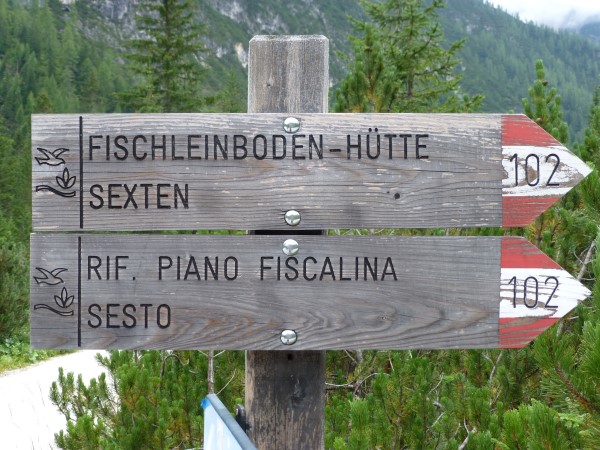 FISCHLEINBODEN-HÜTTE
SEXTEN
102
RIF. PIANO FISCALINA
SESTO
102